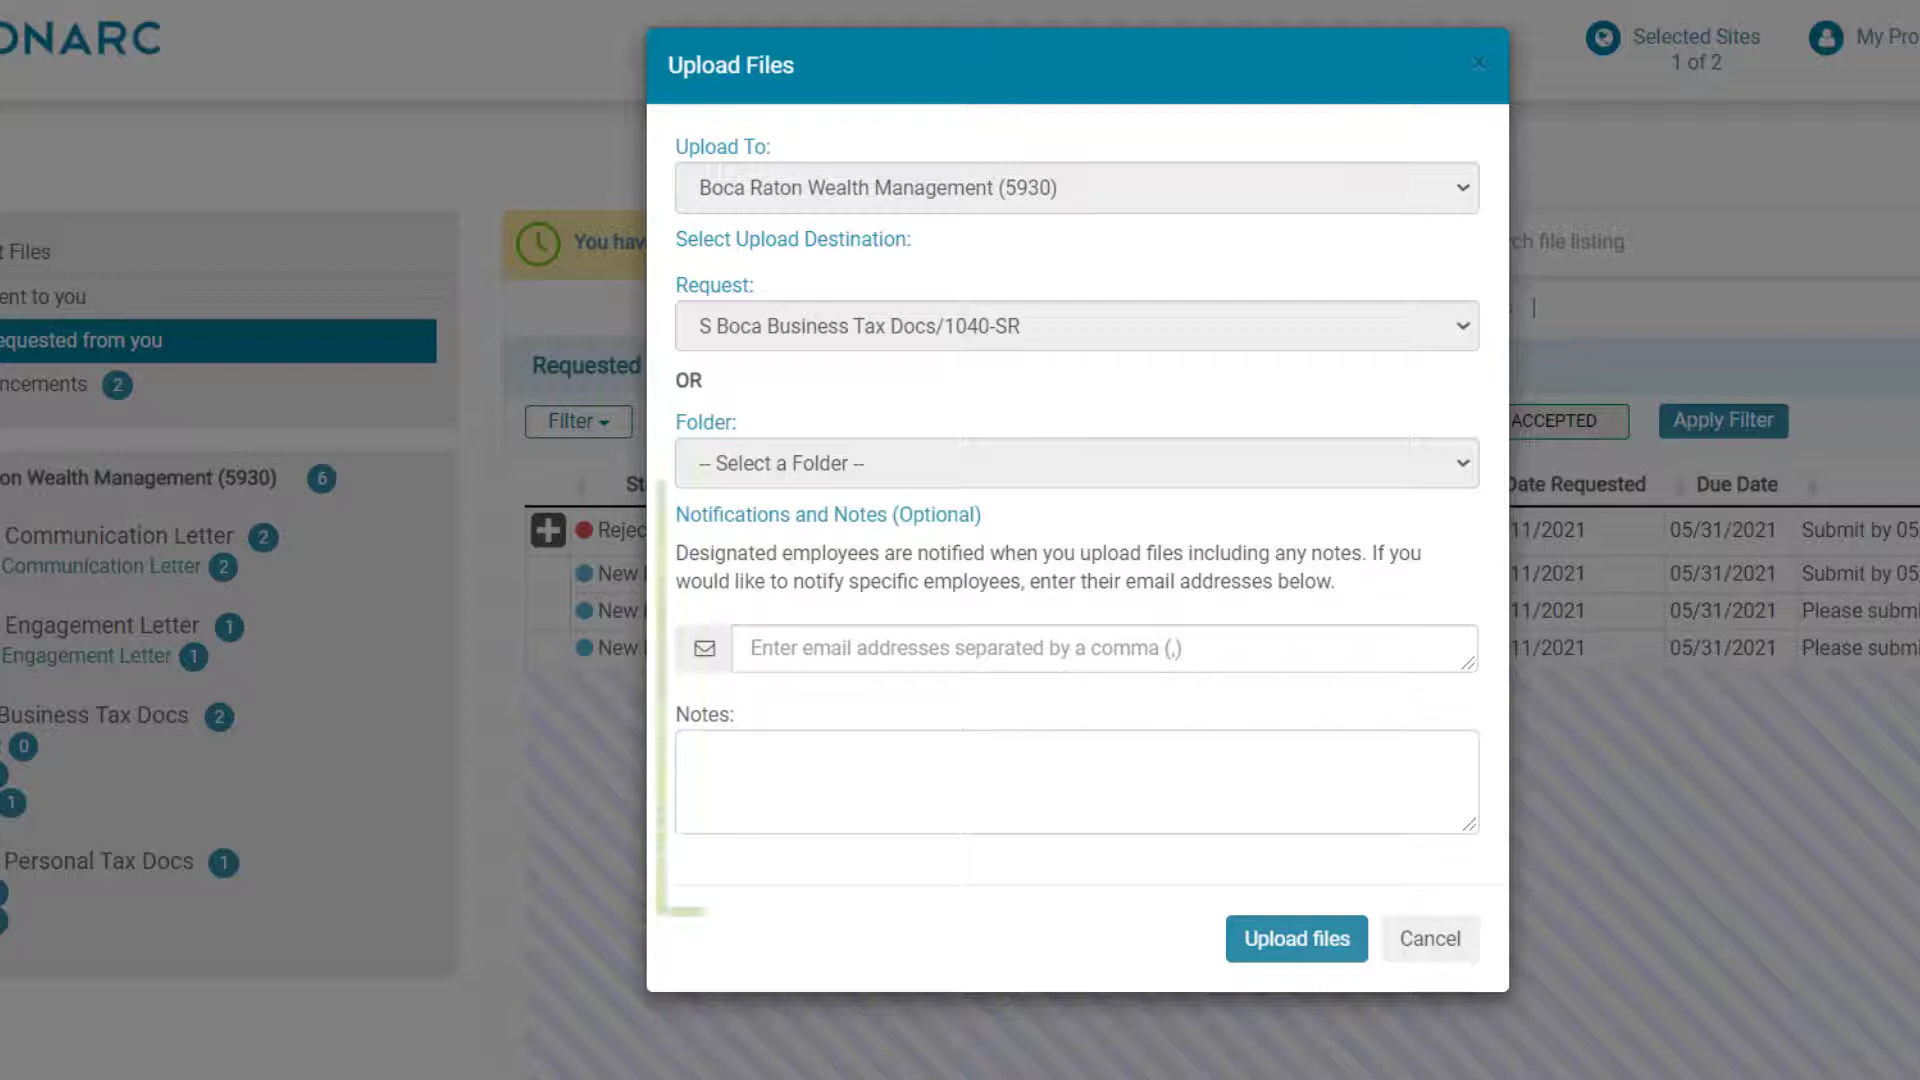 ONARC
Selected Sites
1 of 2
My Pro
Upload Files
×
Upload To:
Boca Raton Wealth Management (5930)
Select Upload Destination:
Request:
S Boca Business Tax Docs/1040-SR
OR
Folder:
-- Select a Folder --
Notifications and Notes (Optional)
Designated employees are notified when you upload files including any notes. If you
would like to notify specific employees, enter their email addresses below.
Enter email addresses separated by a comma (,)
Notes:
Upload files
Cancel
t Files
ent to you
equested from you
ncements 2
on Wealth Management (5930) 6
Communication Letter 2
Communication Letter 2
Engagement Letter 1
Engagement Letter 1
Business Tax Docs 2
0
1
Personal Tax Docs 1
You hav
ch file listing
Requested
Filter
ACCEPTED
Apply Filter
St
Date Requested
Due Date
Rejec
11/2021
05/31/2021
Submit by 05
New
11/2021
05/31/2021
Submit by 05
New
11/2021
05/31/2021
Please submi
New
11/2021
05/31/2021
Please submi